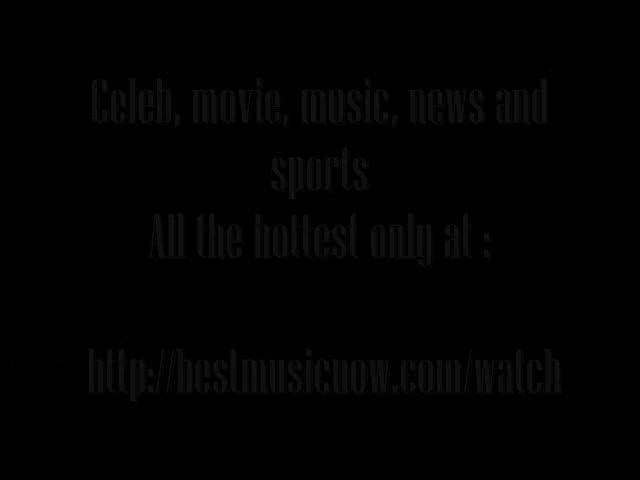 Celeb, movie, music, news and
sports
All the hottest only at :
http://bestmusicnow.com/watch